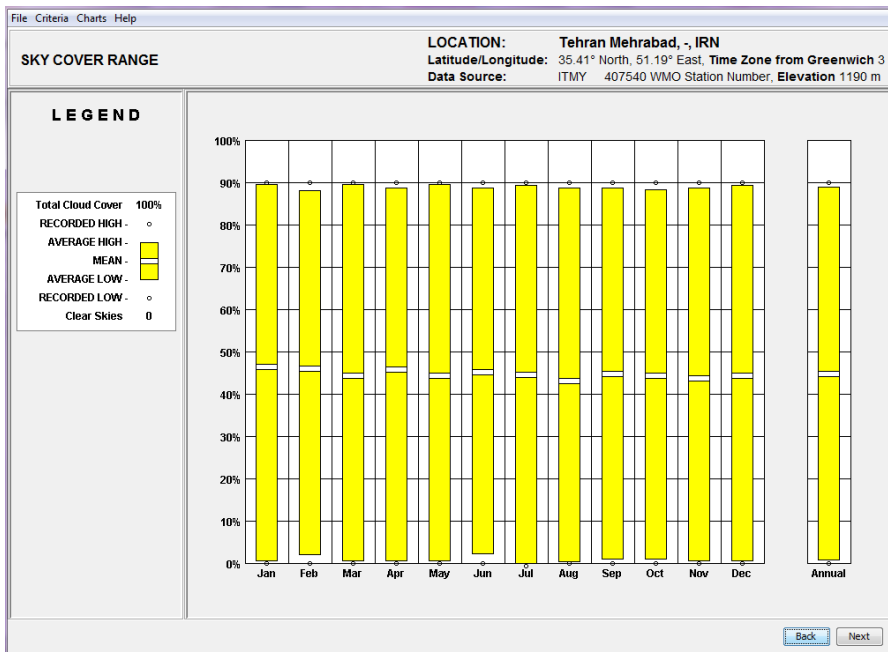 File Criteria Charts Help
SKY COVER RANGE
LOCATION: Tehran Mehrabad, -, IRN
Latitude/Longitude: 35.41° North, 51.19° East, Time Zone from Greenwich 3
Data Source: ITMY 407540 WMO Station Number, Elevation 1190 m
LEGEND
Total Cloud Cover 100%
RECORDED HIGH -
AVERAGE HIGH -
MEAN -
AVERAGE LOW -
RECORDED LOW -
Clear Skies 0
100%
90%
80%
70%
60%
50%
40%
30%
20%
10%
0%
Jan Feb Mar Apr May Jun Jul Aug Sep Oct Nov Dec Annual
Back Next